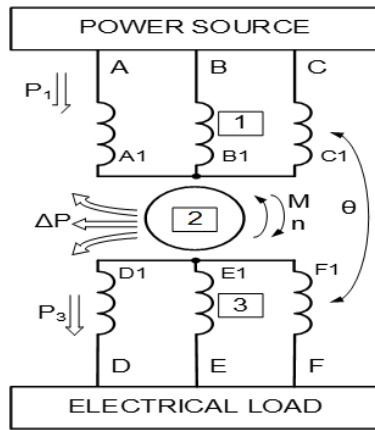 POWER SOURCE
A B C
P₁
1
A1 B1 C1
M
2
n
ΔP
θ
D1 E1 F1
P₃
3
D E F
ELECTRICAL LOAD